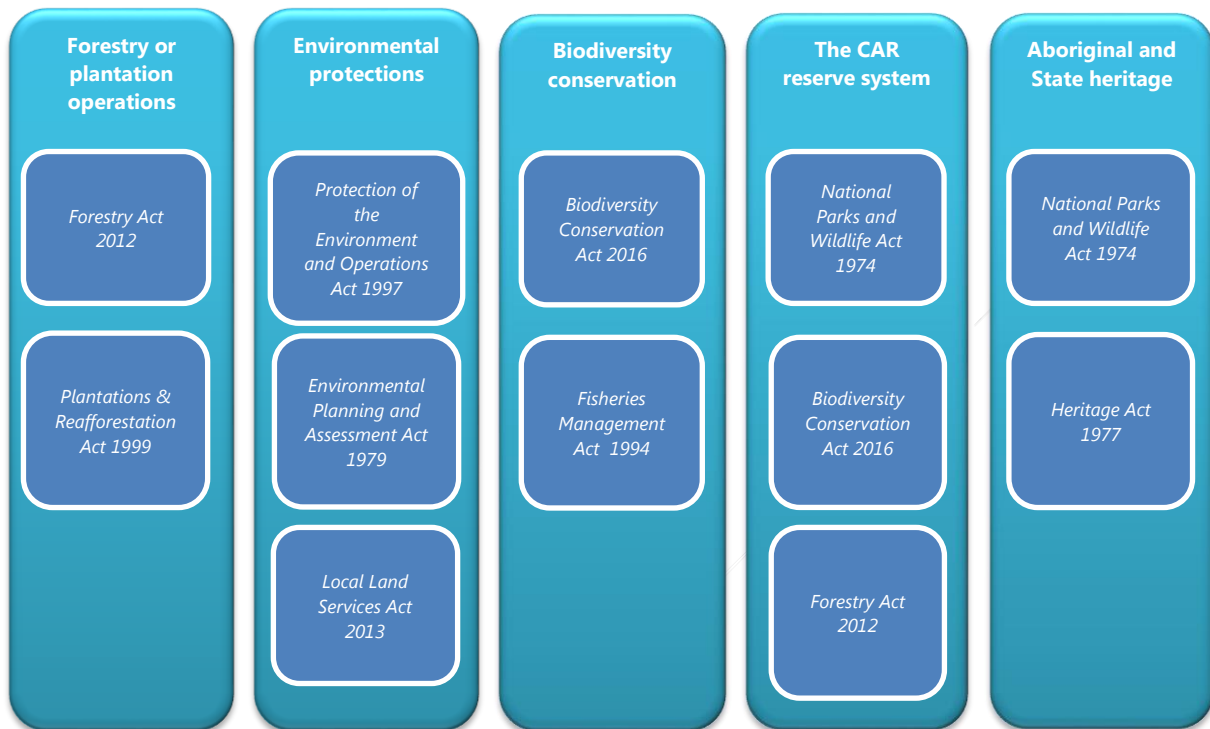 Forestry or
plantation
operations
Forestry Act
2012
Plantations &
Reafforestation
Act 1999
Environmental
protections
Protection of
the
Environment
and Operations
Act 1997
Environmental
Planning and
Assessment Act
1979
Local Land
Services Act
2013
Biodiversity
conservation
Biodiversity
Conservation
Act 2016
Fisheries
Management
Act  1994
The CAR
reserve system
National
Parks and
Wildlife Act
1974
Biodiversity
Conservation
Act 2016
Forestry Act
2012
Aboriginal and
State heritage
National Parks
and Wildlife
Act 1974
Heritage Act
1977